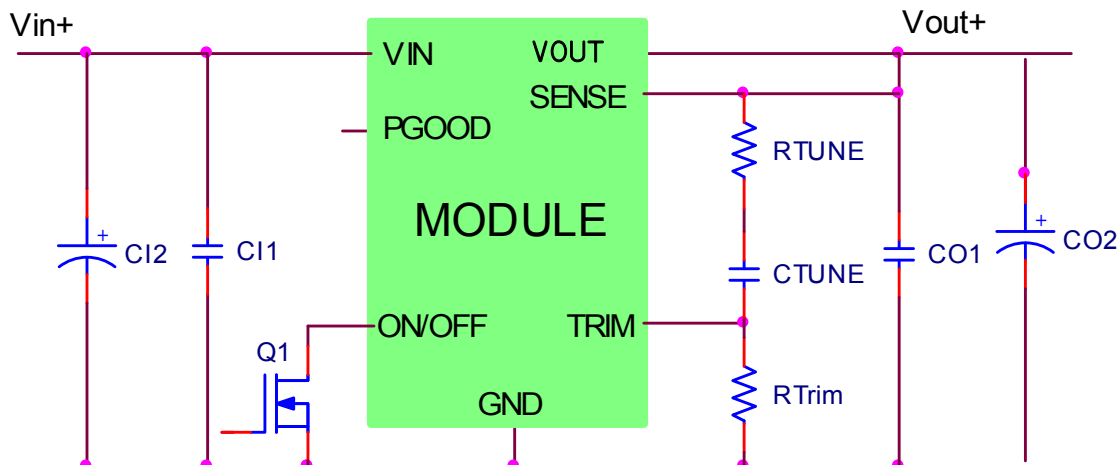 Vin+
Vout+
VIN
VOUT
SENSE
PGOOD
RTUNE
MODULE
+
CI2
CI1
CTUNE
CO1
+
CO2
ON/OFF
TRIM
Q1
RTrim
GND